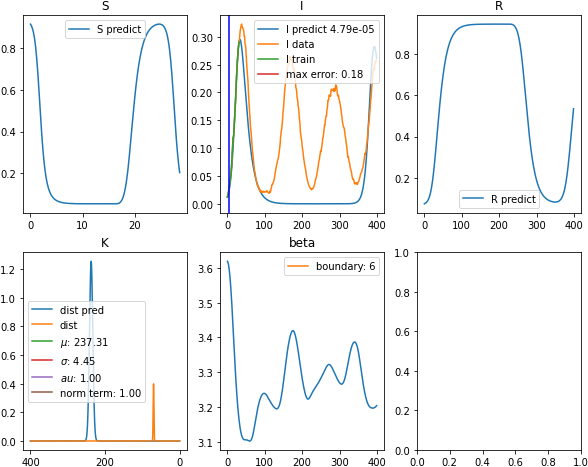 S
I
R
S predict
I predict 4.79e-05
I data
I train
max error: 0.18
R predict
0.8
0.6
0.4
0.2
0.30
0.25
0.20
0.15
0.10
0.05
0.00
0.8
0.6
0.4
0.2
0 20
0 100 200 300 400
0 100 200 300 400
K
beta
dist pred
dist
μ: 237.31
σ: 4.45
au: 1.00
norm term: 1.00
boundary: 6
1.2
1.0
0.8
0.6
0.4
0.2
0.0
3.6
3.5
3.4
3.3
3.2
3.1
1.0
0.8
0.6
0.4
0.2
0.0
400 200 0
0 100 200 300 400
0.0 0.2 0.4 0.6 0.8 1.0